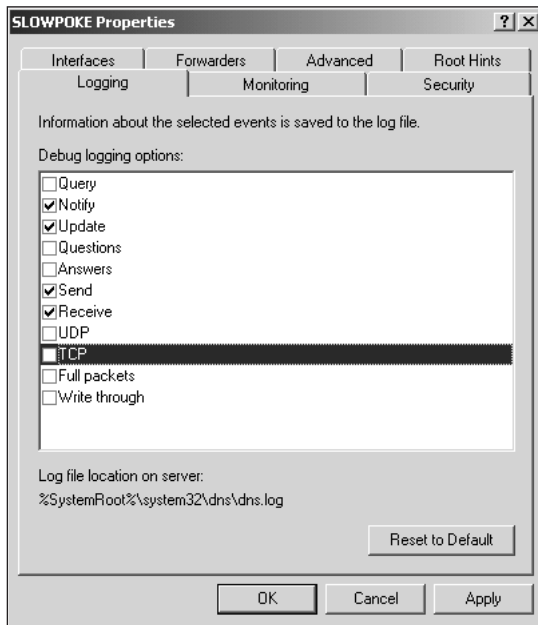 SLOWPOKE Properties
Interfaces Forwarders Advanced Root Hints
Logging Monitoring Security
Information about the selected events is saved to the log file.
Debug logging options:
Query
Notify
Update
Questions
Answers
Send
Receive
UDP
TCP
Full packets
Write through
Log file location on server:
%SystemRoot%\system32\dns\dns.log
Reset to Default
OK Cancel Apply